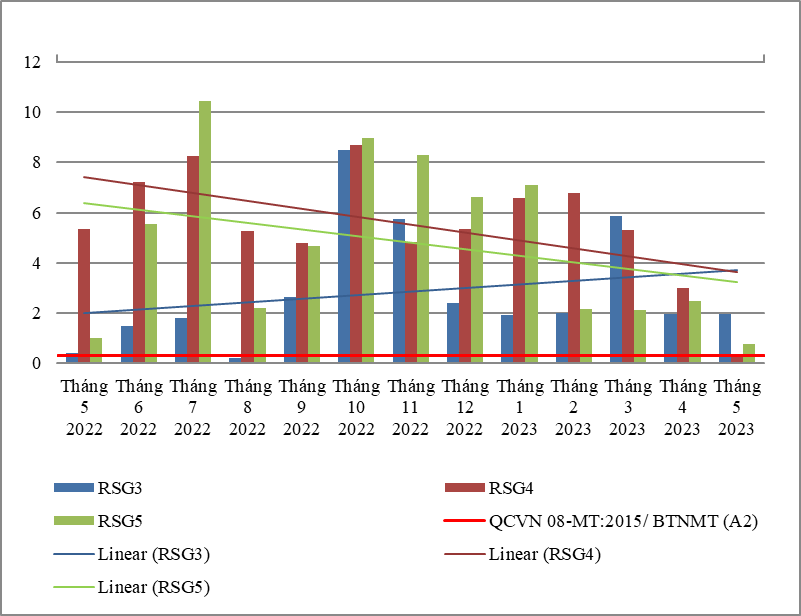 12
10
8
6
4
2
0
Tháng 5 2022
Tháng 6 2022
Tháng 7 2022
Tháng 8 2022
Tháng 9 2022
Tháng 10 2022
Tháng 11 2022
Tháng 12 2022
Tháng 1 2023
Tháng 2 2023
Tháng 3 2023
Tháng 4 2023
Tháng 5 2023
RSG3
RSG4
RSG5
QCVN 08-MT:2015/ BTNMT (A2)
Linear (RSG3)
Linear (RSG4)
Linear (RSG5)